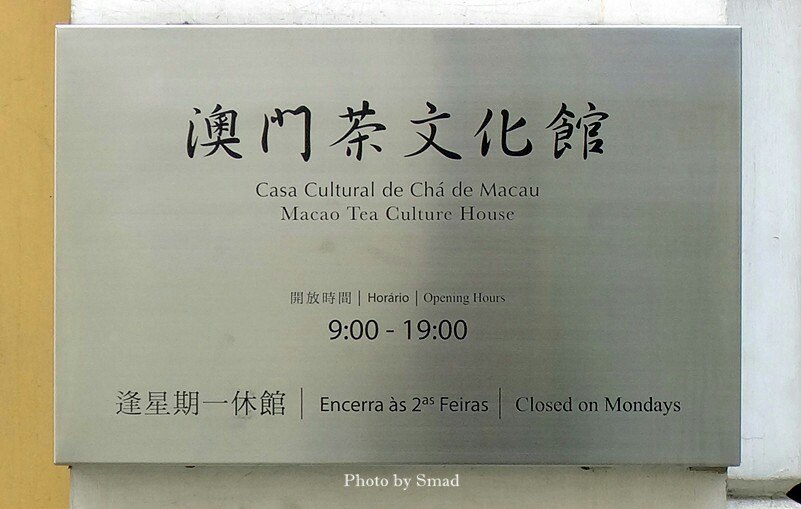 澳門茶文化館
Casa Cultural de Chá de Macau
Macao Tea Culture House
開放時間 | Horário | Opening Hours
9:00 - 19:00
逢星期一休館 | Encerra às 2ªˢ Feiras | Closed on Mondays
Photo by Smad